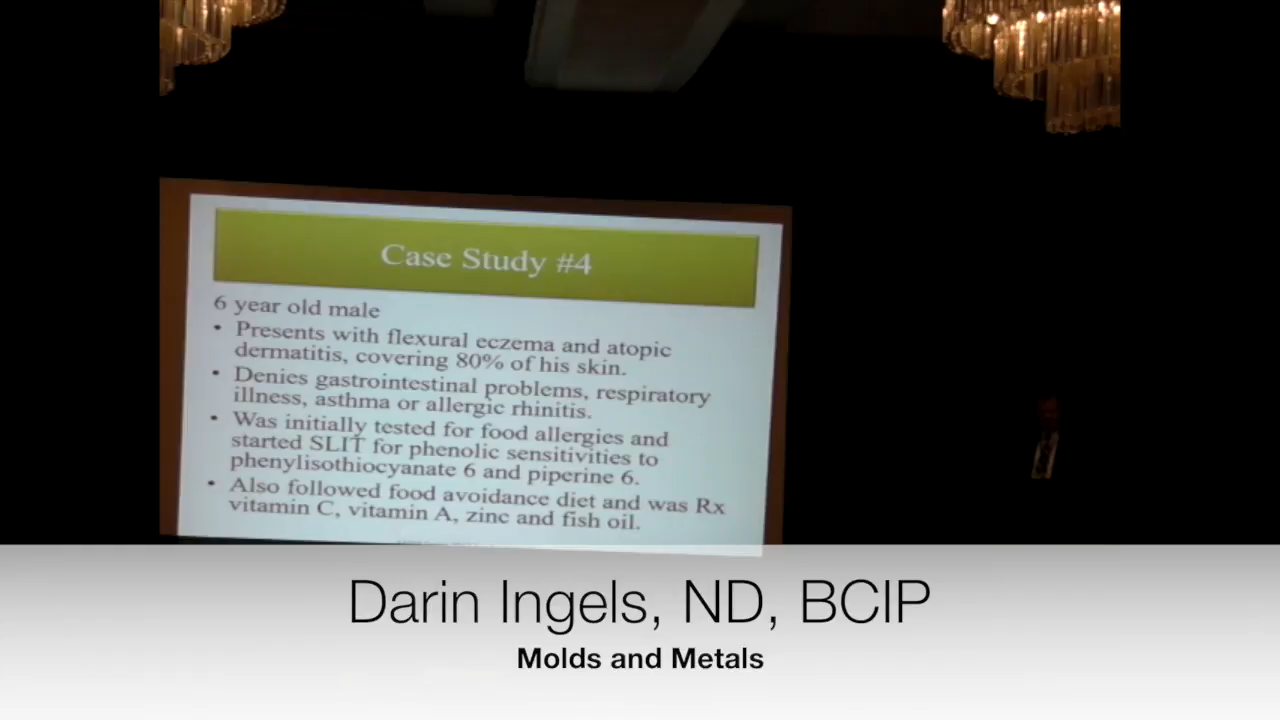 Case Study #4
6 year old male
• Presents with flexural eczema and atopic
dermatitis, covering 80% of his skin.
• Denies gastrointestinal problems, respiratory
illness, asthma or allergic rhinitis.
• Was initially tested for food allergies and
started SLIT for phenolic sensitivities to
phenylisothiocyanate 6 and piperine 6.
• Also followed food avoidance diet and was Rx
vitamin C, vitamin A, zinc and fish oil.
Darin Ingels, ND, BCIP
Molds and Metals